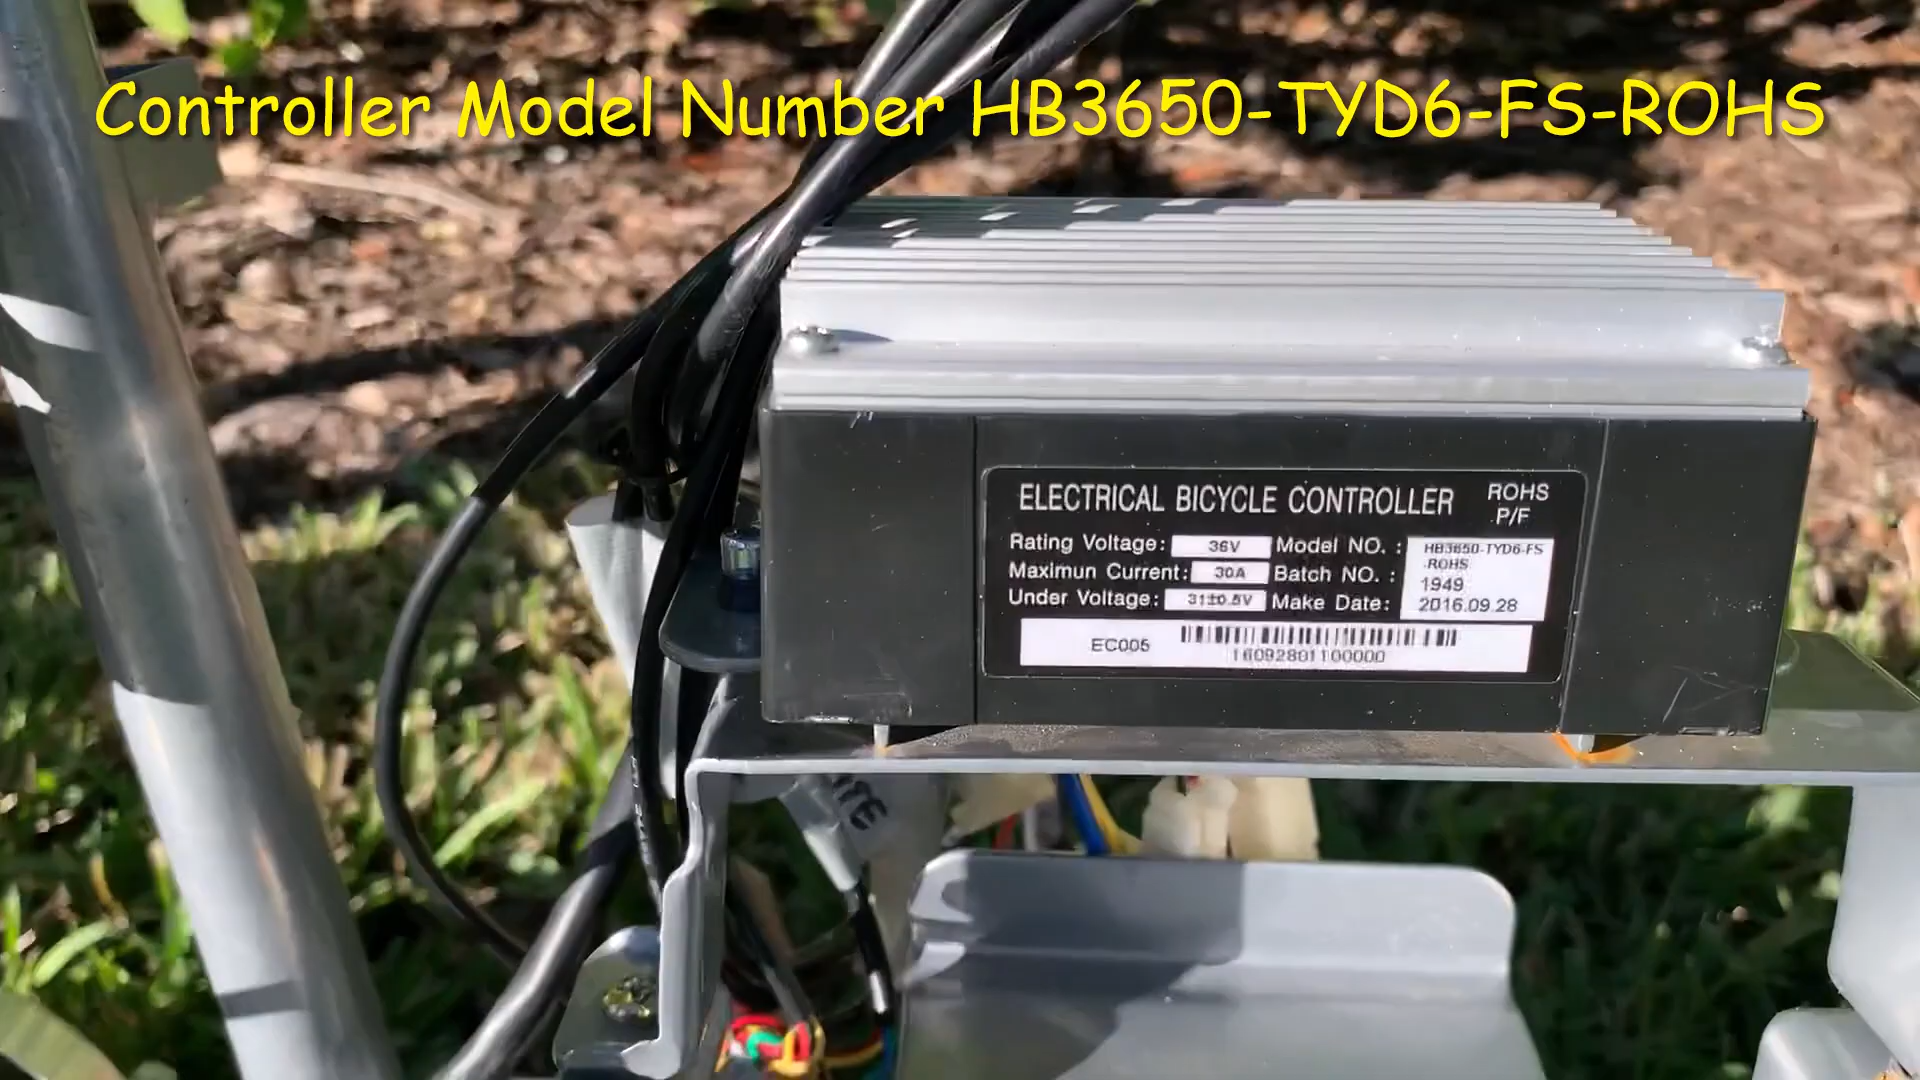 Controller Model Number HB3650-TYD6-FS-ROHS
ELECTRICAL BICYCLE CONTROLLER
ROHS
P/F
Rating Voltage: 36V
Maximun Current: 30A
Under Voltage: 31±0.5V
Model NO. : HB3650-TYD6-FS
-ROHS
Batch NO. : 1949
Make Date: 2016.09.28
EC005
16092801100000